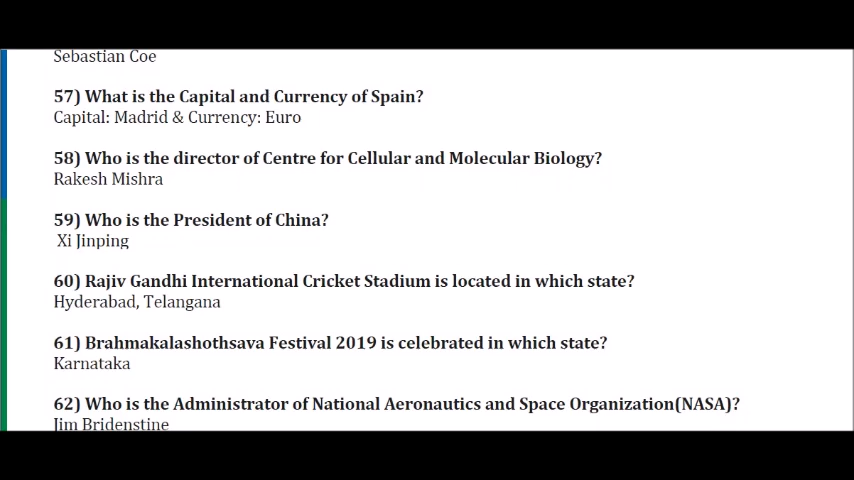 Sebastian Coe
57) What is the Capital and Currency of Spain?
Capital: Madrid & Currency: Euro
58) Who is the director of Centre for Cellular and Molecular Biology?
Rakesh Mishra
59) Who is the President of China?
Xi Jinping
60) Rajiv Gandhi International Cricket Stadium is located in which state?
Hyderabad, Telangana
61) Brahmakalashothsava Festival 2019 is celebrated in which state?
Karnataka
62) Who is the Administrator of National Aeronautics and Space Organization(NASA)?
Jim Bridenstine